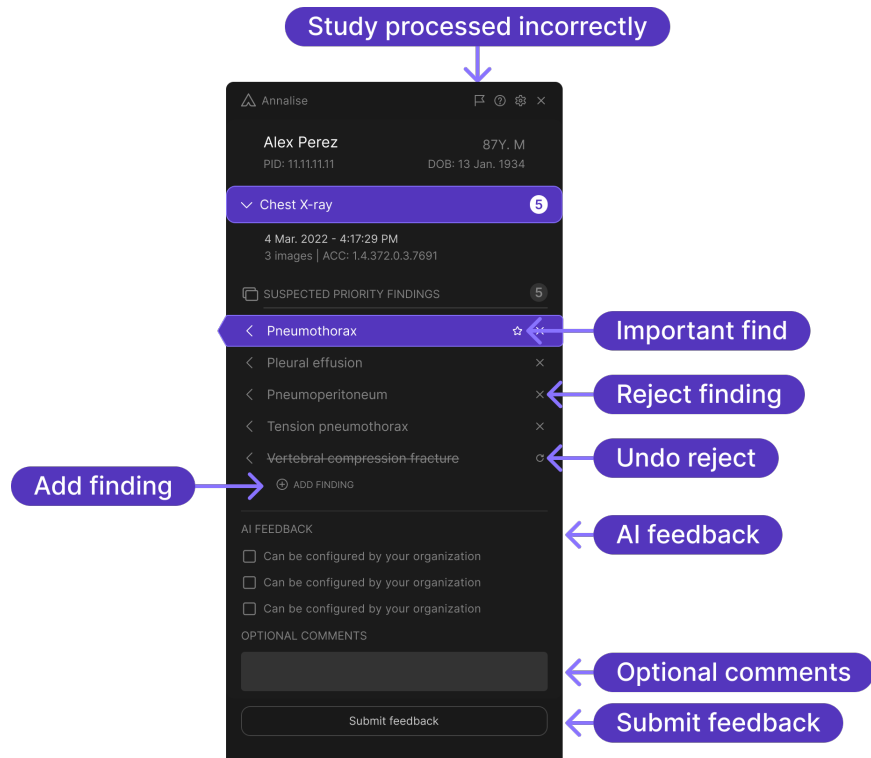 Study processed incorrectly
Annalise
Alex Perez
87Y. M
PID: 11.11.11.11
DOB: 13 Jan. 1934
Chest X-ray
5
4 Mar. 2022 - 4:17:29 PM
3 images | ACC: 1.4.372.0.3.7691
SUSPECTED PRIORITY FINDINGS
5
Pneumothorax
Important find
Pleural effusion
Pneumoperitoneum
Reject finding
Tension pneumothorax
Vertebral compression fracture
Undo reject
Add finding
ADD FINDING
AI FEEDBACK
AI feedback
Can be configured by your organization
Can be configured by your organization
Can be configured by your organization
OPTIONAL COMMENTS
Optional comments
Submit feedback
Submit feedback